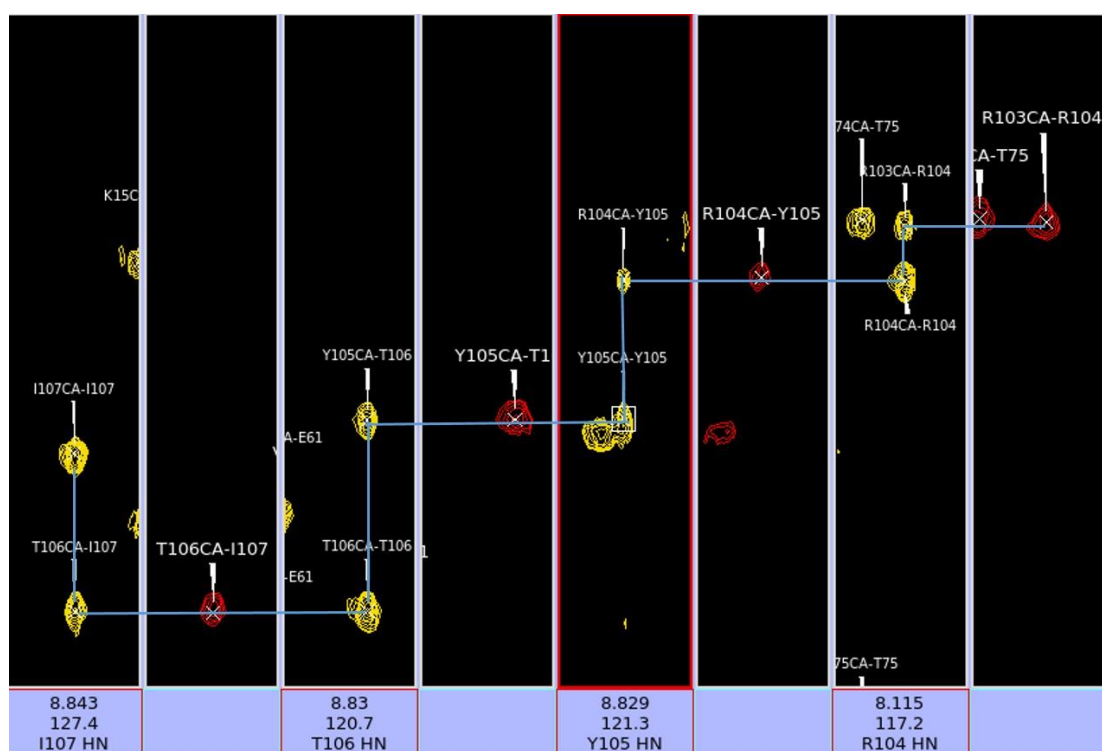 R103CA-R104
74CA-T75
CA-T75
R103CA-R104
K15C
R104CA-Y105
R104CA-Y105
R104CA-R104
Y105CA-T106
Y105CA-T1
Y105CA-Y105
I107CA-I107
A-E61
T106CA-I107
T106CA-I107
T106CA-T106
1
-E61
75CA-T75
8.843
127.4
I107 HN
8.83
120.7
T106 HN
8.829
121.3
Y105 HN
8.115
117.2
R104 HN